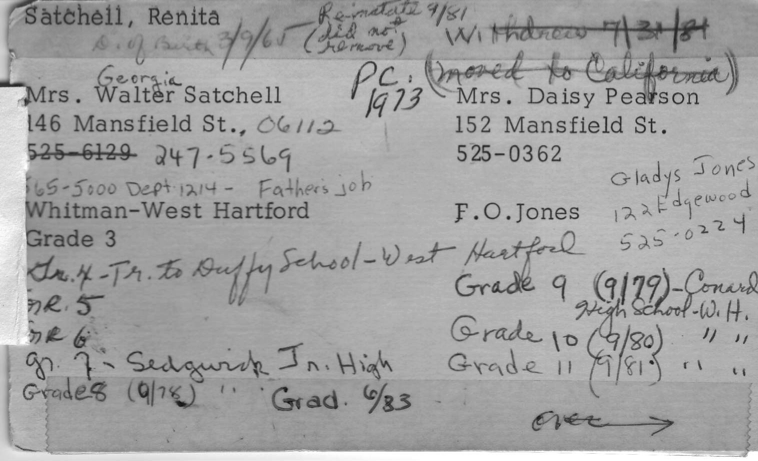 Satchell, Renita
Reinstate 9/81
(did not remove)
Withdrew 7/31/81
D. of Birth 3/9/65
(moved to California)
Georgia
P.C. 1973
Mrs. Walter Satchell
Mrs. Daisy Pearson
146 Mansfield St., 06112
152 Mansfield St.
525-6129 247-5569
525-0362
565-5000 Dept. 1214 - Father's job
Gladys Jones
122 Edgewood
525-0224
Whitman-West Hartford
F.O.Jones
Grade 3
Gr. 4 - Tr. to Duffy School - West Hartford
Grade 9 (9/79) - Conard
High School - W.H.
GR. 5
GR 6
Grade 10 (9/80) " "
gr. 7 - Sedgwick Jr. High
Grade 11 (9/81) " "
Grade 8 (9/78) " Grad. 6/83
over →